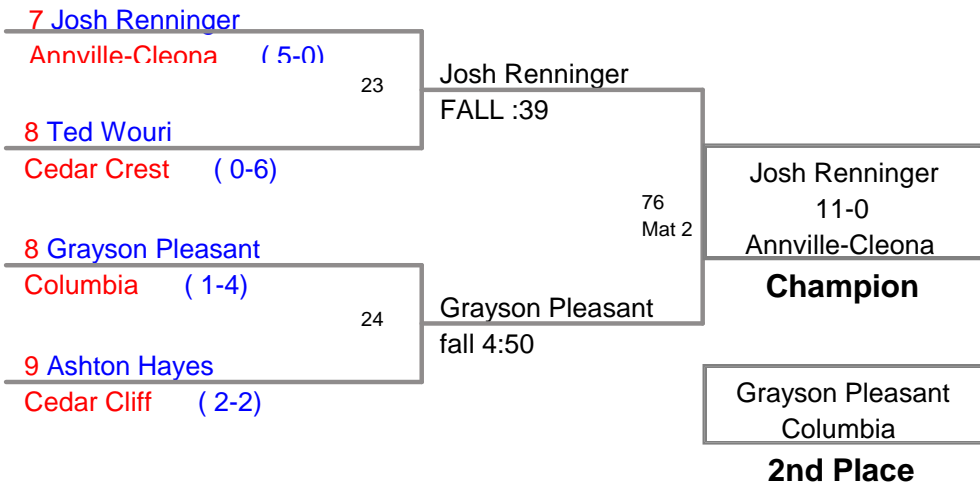 7 Josh Renninger
Annville-Cleona ( 5-0)
23
Josh Renninger
FALL :39
8 Ted Wouri
Cedar Crest ( 0-6)
76
Mat 2
Josh Renninger
11-0
Annville-Cleona
Champion
8 Grayson Pleasant
Columbia ( 1-4)
24
Grayson Pleasant
fall 4:50
9 Ashton Hayes
Cedar Cliff ( 2-2)
Grayson Pleasant
Columbia
2nd Place